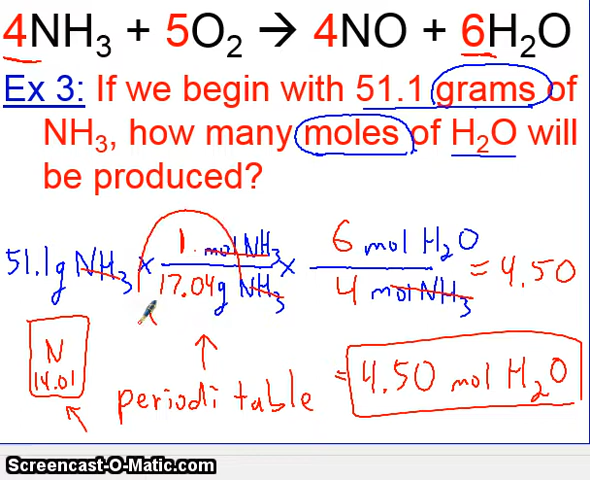 4NH₃ + 5O₂ → 4NO + 6H₂O
Ex 3: If we begin with 51.1 grams of
NH₃, how many moles of H₂O will
be produced?
51.1g NH₃ × 1 mol NH₃ / 17.04g NH₃ × 6 mol H₂O / 4 mol NH₃ = 4.50
N
14.01
periodi table
= 4.50 mol H₂O
Screencast-O-Matic.com